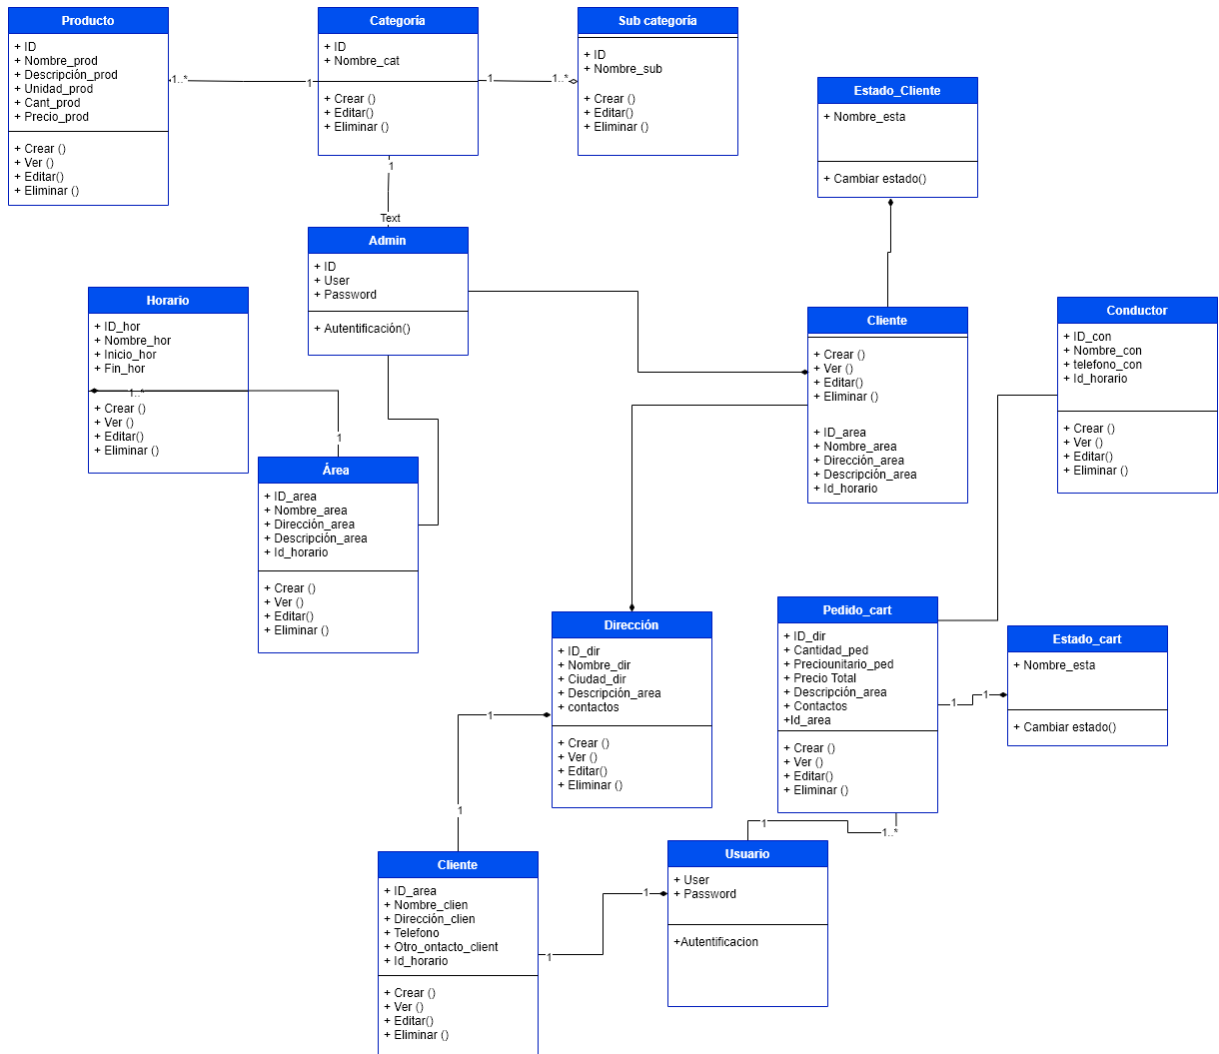 Producto
+ ID
+ Nombre_prod
+ Descripción_prod
+ Unidad_prod
+ Cant_prod
+ Precio_prod
+ Crear ()
+ Ver ()
+ Editar()
+ Eliminar ()
1..*
1
Categoría
+ ID
+ Nombre_cat
+ Crear ()
+ Editar()
+ Eliminar ()
1
1..*
Sub categoría
+ ID
+ Nombre_sub
+ Crear ()
+ Editar()
+ Eliminar ()
1
Text
Estado_Cliente
+ Nombre_esta
+ Cambiar estado()
Admin
+ ID
+ User
+ Password
+ Autentificación()
Horario
+ ID_hor
+ Nombre_hor
+ Inicio_hor
+ Fin_hor
1..*
+ Crear ()
+ Ver ()
+ Editar()
+ Eliminar ()
1
Cliente
+ Crear ()
+ Ver ()
+ Editar()
+ Eliminar ()
+ ID_area
+ Nombre_area
+ Dirección_area
+ Descripción_area
+ Id_horario
Conductor
+ ID_con
+ Nombre_con
+ telefono_con
+ Id_horario
+ Crear ()
+ Ver ()
+ Editar()
+ Eliminar ()
Área
+ ID_area
+ Nombre_area
+ Dirección_area
+ Descripción_area
+ Id_horario
+ Crear ()
+ Ver ()
+ Editar()
+ Eliminar ()
Dirección
+ ID_dir
+ Nombre_dir
+ Ciudad_dir
+ Descripción_area
+ contactos
+ Crear ()
+ Ver ()
+ Editar()
+ Eliminar ()
1
1
Pedido_cart
+ ID_dir
+ Cantidad_ped
+ Preciounitario_ped
+ Precio Total
+ Descripción_area
+ Contactos
+Id_area
+ Crear ()
+ Ver ()
+ Editar()
+ Eliminar ()
1
1
Estado_cart
+ Nombre_esta
+ Cambiar estado()
1
1..*
Cliente
+ ID_area
+ Nombre_clien
+ Dirección_clien
+ Telefono
+ Otro_ontacto_client
+ Id_horario
+ Crear ()
+ Ver ()
+ Editar()
+ Eliminar ()
1
1
Usuario
+ User
+ Password
+Autentificacion